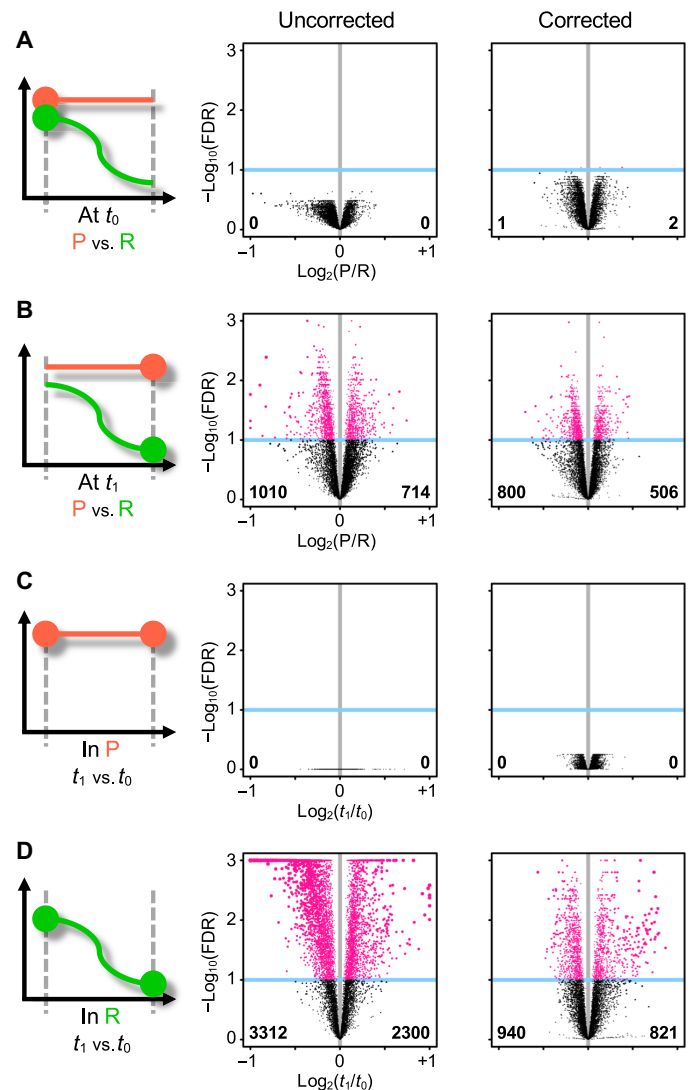 Uncorrected Corrected
A
3
2
1
0
−Log10(FDR)
0 0
1 2
−1 0 +1
Log2(P/R)
At t0
P vs. R
B
3
2
1
0
−Log10(FDR)
1010 714
800 506
−1 0 +1
Log2(P/R)
At t1
P vs. R
C
3
2
1
0
−Log10(FDR)
0 0
0 0
−1 0 +1
Log2(t1/t0)
In P
t1 vs. t0
D
3
2
1
0
−Log10(FDR)
3312 2300
940 821
−1 0 +1
Log2(t1/t0)
In R
t1 vs. t0